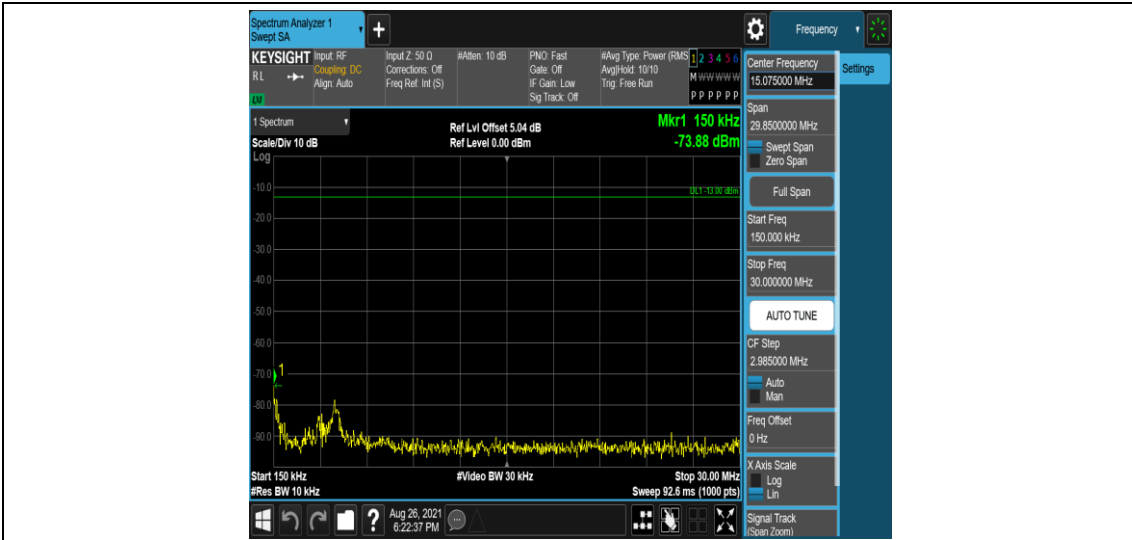 Spectrum Analyzer 1
Swept SA
+
Frequency
KEYSIGHT
RL
LXI
Input: RF
Coupling: DC
Align: Auto
Input Z: 50 Ω
Corrections: Off
Freq Ref: Int (S)
#Atten: 10 dB
PNO: Fast
Gate: Off
IF Gain: Low
Sig Track: Off
#Avg Type: Power (RMS
Avg|Hold: 10/10
Trig: Free Run
1 2 3 4 5 6
M W W W W W
P P P P P P
1 Spectrum
Scale/Div 10 dB
Log
Ref Lvl Offset 5.04 dB
Ref Level 0.00 dBm
Mkr1 150 kHz
-73.88 dBm
DL1 -13.00 dBm
-10.0
-20.0
-30.0
-40.0
-50.0
-60.0
-70.0
1
-80.0
-90.0
Start 150 kHz
#Res BW 10 kHz
#Video BW 30 kHz
Stop 30.00 MHz
Sweep 92.6 ms (1000 pts)
Center Frequency
15.075000 MHz
Settings
Span
29.8500000 MHz
Swept Span
Zero Span
Full Span
Start Freq
150.000 kHz
Stop Freq
30.000000 MHz
AUTO TUNE
CF Step
2.985000 MHz
Auto
Man
Freq Offset
0 Hz
X Axis Scale
Log
Lin
Signal Track
(Span Zoom)
?
Aug 26, 2021
6:22:37 PM